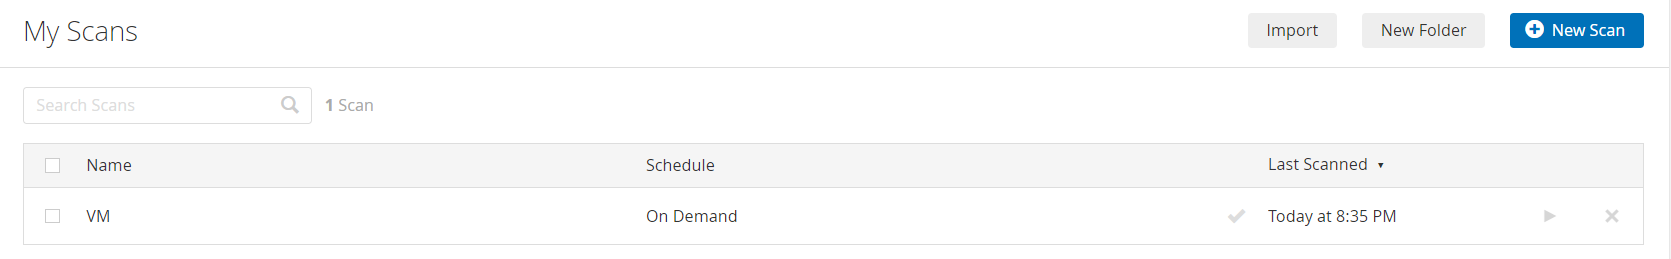 My Scans
Import
New Folder
New Scan
Search Scans
1 Scan
Name Schedule Last Scanned
VM On Demand Today at 8:35 PM